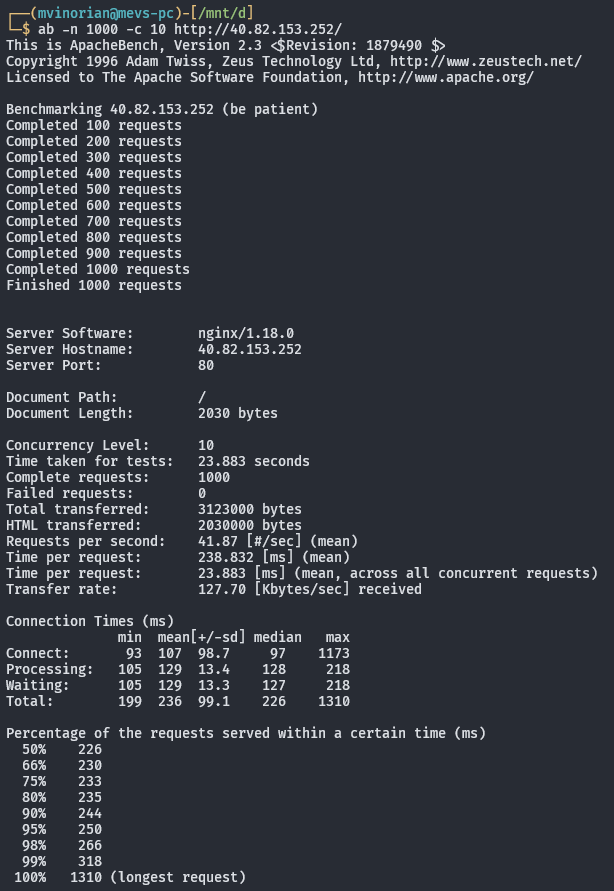 ┌──(mvinorian@mevs-pc)-[/mnt/d]
└─$ ab -n 1000 -c 10 http://40.82.153.252/
This is ApacheBench, Version 2.3 <$Revision: 1879490 $>
Copyright 1996 Adam Twiss, Zeus Technology Ltd, http://www.zeustech.net/
Licensed to The Apache Software Foundation, http://www.apache.org/

Benchmarking 40.82.153.252 (be patient)
Completed 100 requests
Completed 200 requests
Completed 300 requests
Completed 400 requests
Completed 500 requests
Completed 600 requests
Completed 700 requests
Completed 800 requests
Completed 900 requests
Completed 1000 requests
Finished 1000 requests


Server Software:        nginx/1.18.0
Server Hostname:        40.82.153.252
Server Port:            80

Document Path:          /
Document Length:        2030 bytes

Concurrency Level:      10
Time taken for tests:   23.883 seconds
Complete requests:      1000
Failed requests:        0
Total transferred:      3123000 bytes
HTML transferred:       2030000 bytes
Requests per second:    41.87 [#/sec] (mean)
Time per request:       238.832 [ms] (mean)
Time per request:       23.883 [ms] (mean, across all concurrent requests)
Transfer rate:          127.70 [Kbytes/sec] received

Connection Times (ms)
              min  mean[+/-sd] median   max
Connect:       93  107  98.7     97    1173
Processing:   105  129  13.4    128     218
Waiting:      105  129  13.3    127     218
Total:        199  236  99.1    226    1310

Percentage of the requests served within a certain time (ms)
  50%    226
  66%    230
  75%    233
  80%    235
  90%    244
  95%    250
  98%    266
  99%    318
 100%   1310 (longest request)